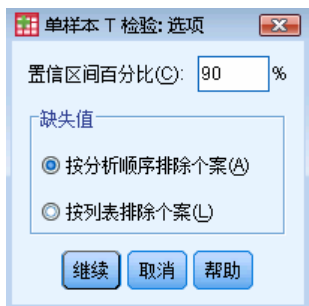 单样本 T 检验: 选项
置信区间百分比(C): 90 %
缺失值
按分析顺序排除个案(A)
按列表排除个案(L)
继续 取消 帮助